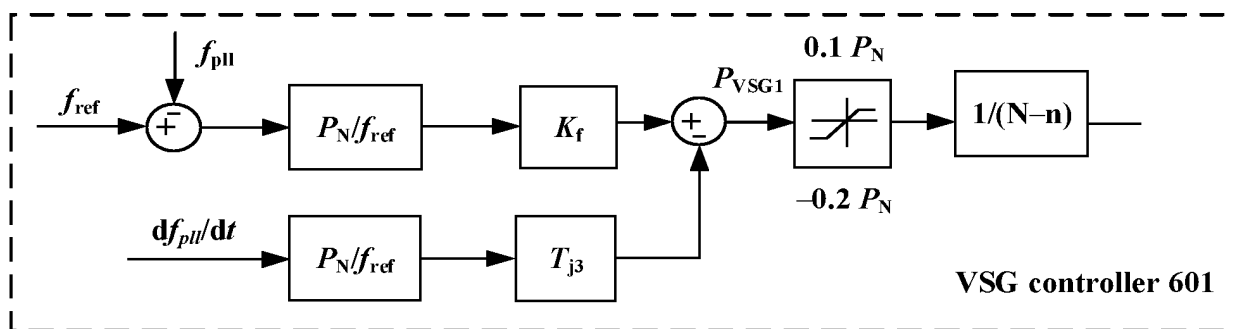 f_pll
0.1 P_N
f_ref
+
−
P_N/f_ref
K_f
+
−
P_VSG1
1/(N–n)
–0.2 P_N
df_pll/dt
P_N/f_ref
T_j3
VSG controller 601